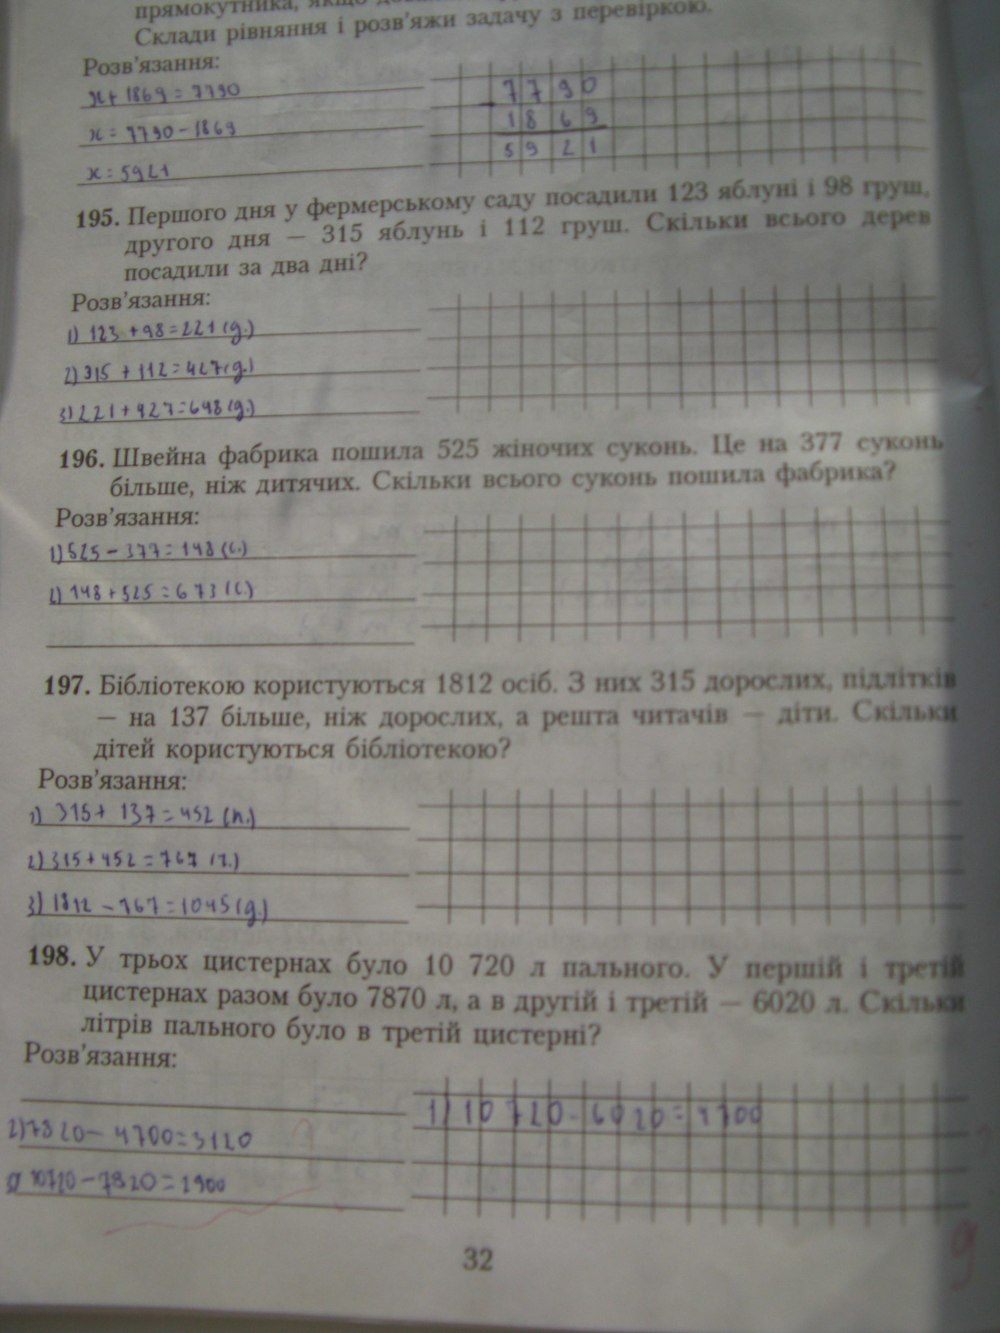 прямокутника, якщо
Склади рівняння і розв'яжи задачу з перевіркою.
Розв'язання:
x+ 1869 = 7790
x = 7790 - 1869
x = 5921
7790
- 1869
5921
195. Першого дня у фермерському саду посадили 123 яблуні і 98 груш,
другого дня — 315 яблунь і 112 груш. Скільки всього дерев
посадили за два дні?
Розв'язання:
1) 123 + 98 = 221 (g.)
2) 315 + 112 = 427 (g.)
3) 221 + 427 = 648 (g.)
196. Швейна фабрика пошила 525 жіночих суконь. Це на 377 суконь
більше, ніж дитячих. Скільки всього суконь пошила фабрика?
Розв'язання:
1) 525 - 377 = 148 (с.)
2) 148 + 525 = 673 (с.)
197. Бібліотекою користуються 1812 осіб. З них 315 дорослих, підлітків
— на 137 більше, ніж дорослих, а решта читачів — діти. Скільки
дітей користуються бібліотекою?
Розв'язання:
1) 315 + 137 = 452 (п.)
2) 315 + 452 = 767 (л.)
3) 1812 - 767 = 1045 (g.)
198. У трьох цистернах було 10 720 л пального. У першій і третій
цистернах разом було 7870 л, а в другій і третій — 6020 л. Скільки
літрів пального було в третій цистерні?
Розв'язання:
1) 10 720 - 6020 = 4700
2) 7820 - 4700 = 3120
10720 - 7820 = 2900
32